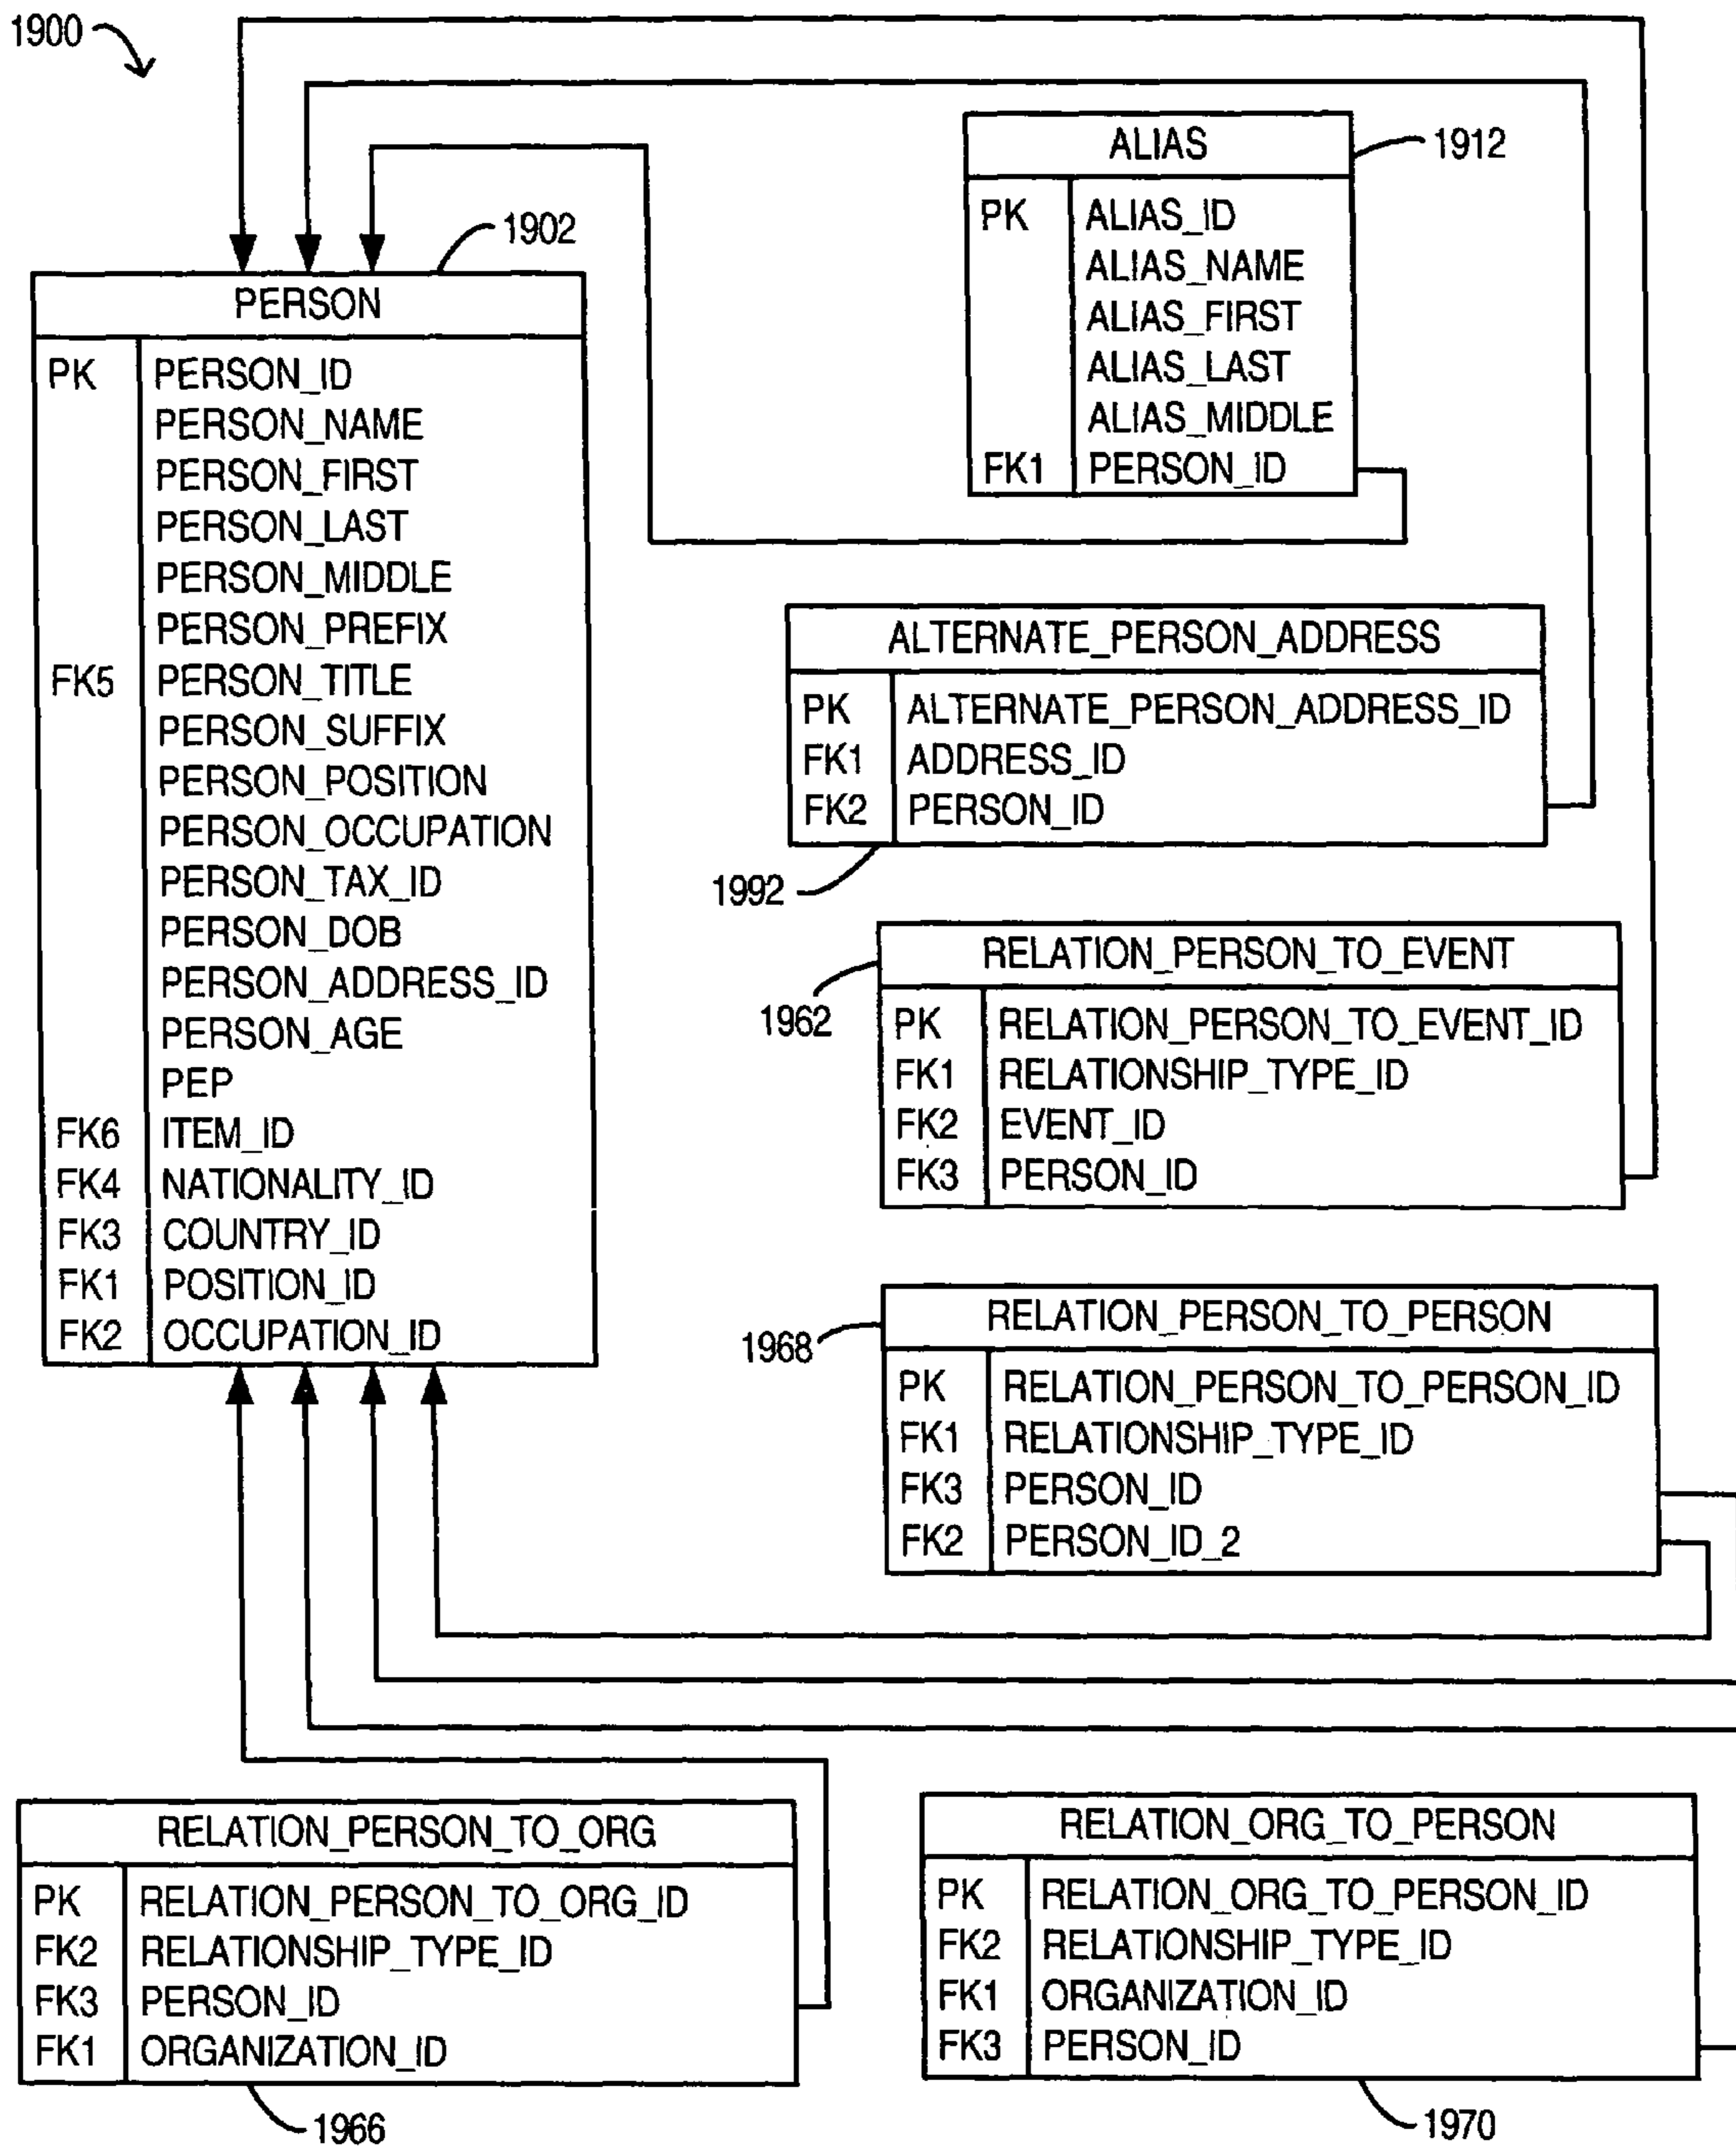 1900
1902
PERSON
PK PERSON_ID
PERSON_NAME
PERSON_FIRST
PERSON_LAST
PERSON_MIDDLE
PERSON_PREFIX
FK5 PERSON_TITLE
PERSON_SUFFIX
PERSON_POSITION
PERSON_OCCUPATION
PERSON_TAX_ID
PERSON_DOB
PERSON_ADDRESS_ID
PERSON_AGE
PEP
FK6 ITEM_ID
FK4 NATIONALITY_ID
FK3 COUNTRY_ID
FK1 POSITION_ID
FK2 OCCUPATION_ID
ALIAS
1912
PK ALIAS_ID
ALIAS_NAME
ALIAS_FIRST
ALIAS_LAST
ALIAS_MIDDLE
FK1 PERSON_ID
ALTERNATE_PERSON_ADDRESS
PK ALTERNATE_PERSON_ADDRESS_ID
FK1 ADDRESS_ID
FK2 PERSON_ID
1992
RELATION_PERSON_TO_EVENT
1962
PK RELATION_PERSON_TO_EVENT_ID
FK1 RELATIONSHIP_TYPE_ID
FK2 EVENT_ID
FK3 PERSON_ID
RELATION_PERSON_TO_PERSON
1968
PK RELATION_PERSON_TO_PERSON_ID
FK1 RELATIONSHIP_TYPE_ID
FK3 PERSON_ID
FK2 PERSON_ID_2
RELATION_PERSON_TO_ORG
PK RELATION_PERSON_TO_ORG_ID
FK2 RELATIONSHIP_TYPE_ID
FK3 PERSON_ID
FK1 ORGANIZATION_ID
1966
RELATION_ORG_TO_PERSON
PK RELATION_ORG_TO_PERSON_ID
FK2 RELATIONSHIP_TYPE_ID
FK1 ORGANIZATION_ID
FK3 PERSON_ID
1970